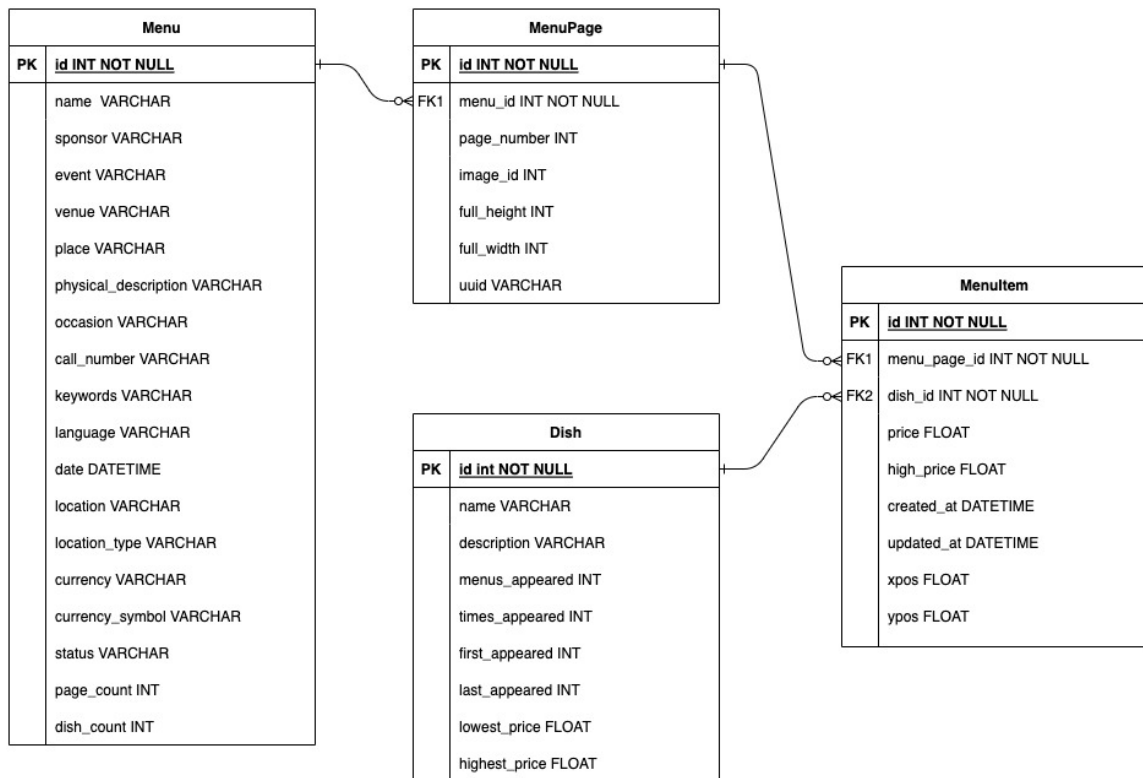 Menu
PK id INT NOT NULL
name VARCHAR
sponsor VARCHAR
event VARCHAR
venue VARCHAR
place VARCHAR
physical_description VARCHAR
occasion VARCHAR
call_number VARCHAR
keywords VARCHAR
language VARCHAR
date DATETIME
location VARCHAR
location_type VARCHAR
currency VARCHAR
currency_symbol VARCHAR
status VARCHAR
page_count INT
dish_count INT
MenuPage
PK id INT NOT NULL
FK1 menu_id INT NOT NULL
page_number INT
image_id INT
full_height INT
full_width INT
uuid VARCHAR
Dish
PK id int NOT NULL
name VARCHAR
description VARCHAR
menus_appeared INT
times_appeared INT
first_appeared INT
last_appeared INT
lowest_price FLOAT
highest_price FLOAT
MenuItem
PK id INT NOT NULL
FK1 menu_page_id INT NOT NULL
FK2 dish_id INT NOT NULL
price FLOAT
high_price FLOAT
created_at DATETIME
updated_at DATETIME
xpos FLOAT
ypos FLOAT